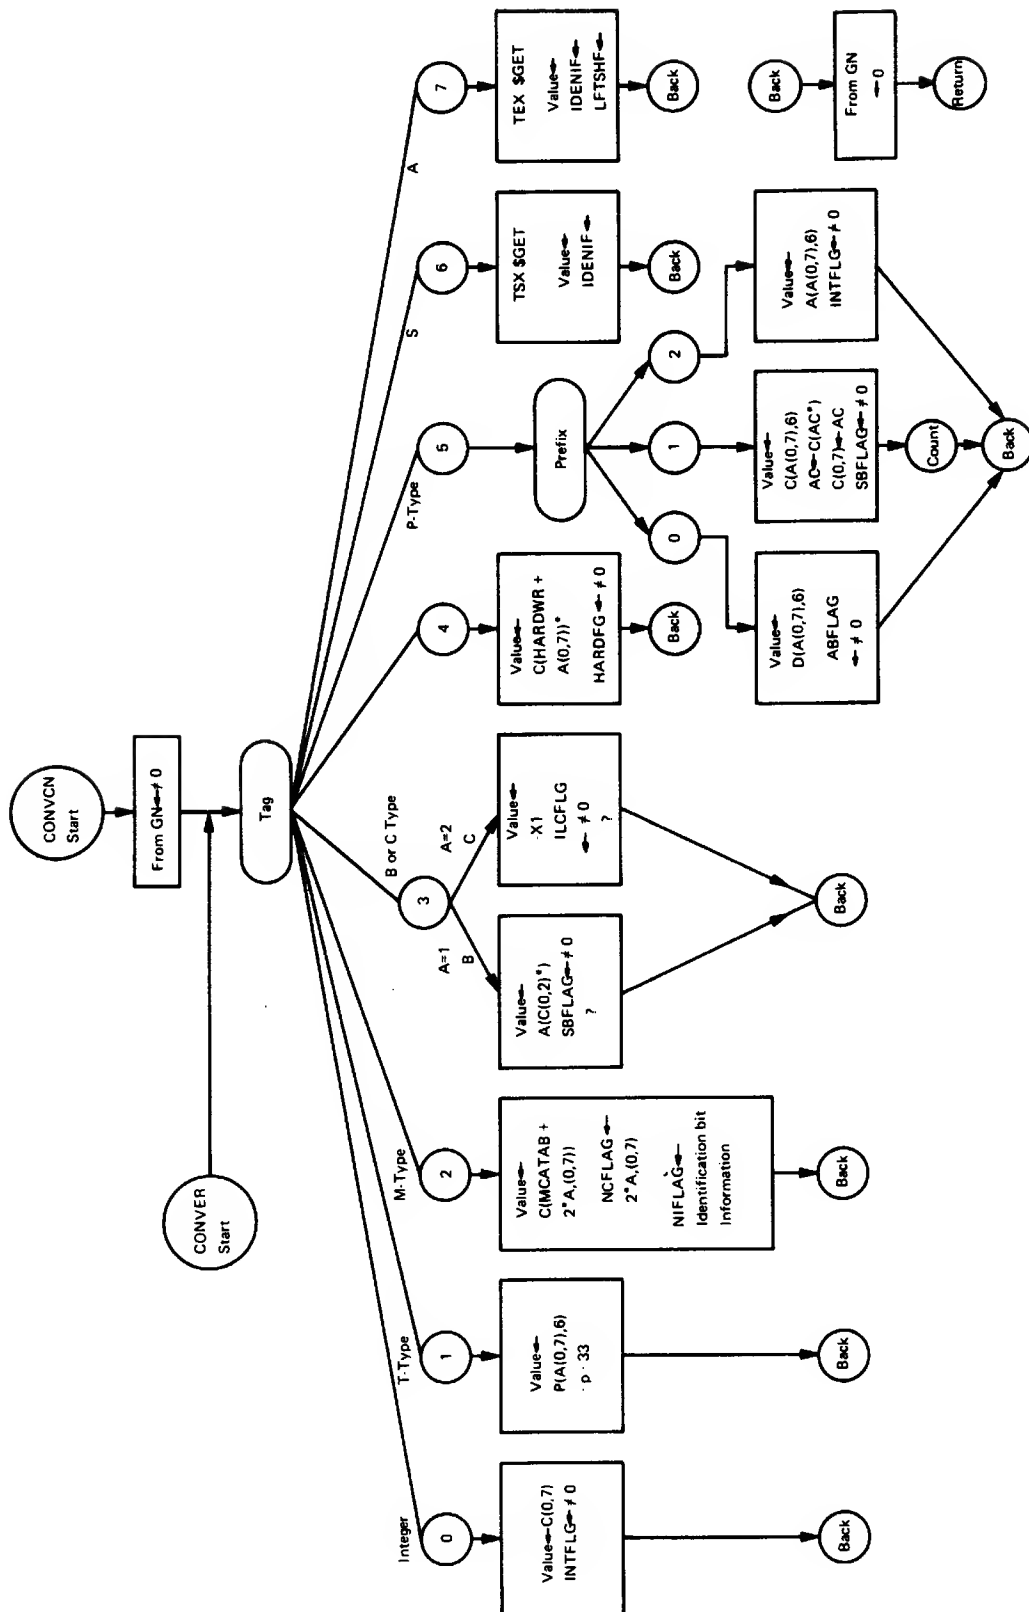 CONVCN
Start
From GN←≠ 0
CONVER
Start
Tag
Integer
0
Value←C(0,7)
INTFLG←≠ 0
Back
T-Type
1
Value←
P(A(0,7),6)
· p · 33
Back
M-Type
2
Value←
C(MCATAB +
2*A,(0,7))
NCFLAG←
2*A,(0,7)
NIFLAG←
Identification bit
Information
Back
B or C Type
3
A=1
B
A=2
C
Value←
A(C(0,2)*)
SBFLAG←≠ 0
?
Value←
·X1
ILCFLG
← ≠ 0
?
Back
4
Value←
C(HARDWR +
A(0,7))*
HARDFG← ≠ 0
Back
P-Type
5
Prefix
0
1
2
Value←
D(A(0,7),6)
ABFLAG
← ≠ 0
Value←
C(A(0,7),6)
AC←C(AC*)
C(0,7)←AC
SBFLAG←≠ 0
Count
Value←
A(A(0,7),6)
INTFLG←≠ 0
Back
S
6
TSX $GET
Value←
IDENIF←
Back
A
7
TEX $GET
Value←
IDENIF←
LFTSHF←
Back
Back
From GN
←0
Return